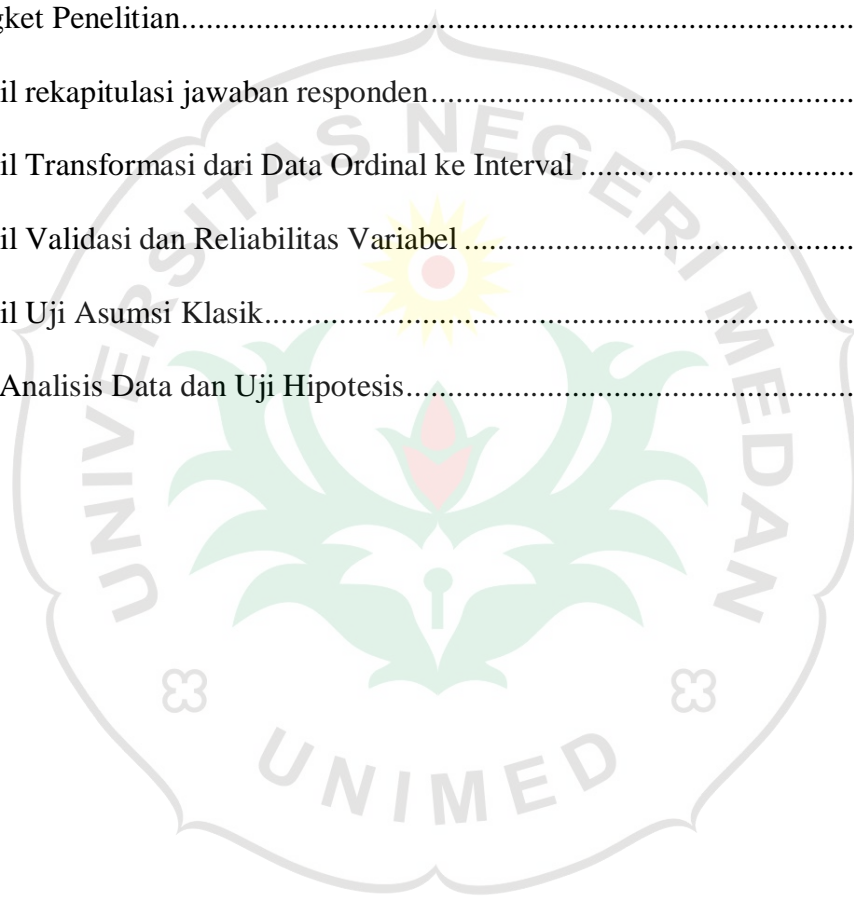 gket Penelitian
il rekapitulasi jawaban responden
il Transformasi dari Data Ordinal ke Interval
il Validasi dan Reliabilitas Variabel
il Uji Asumsi Klasik
Analisis Data dan Uji Hipotesis
UNIVERSITAS NEGERI MEDAN
UNIMED